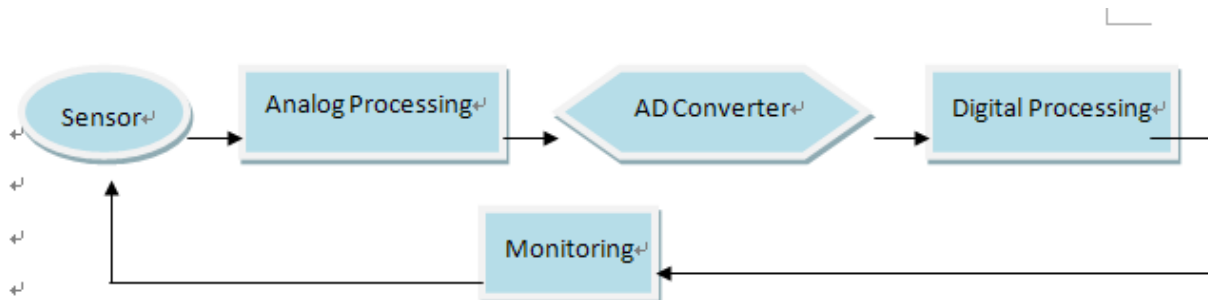 Sensor
Analog Processing
AD Converter
Digital Processing
Monitoring